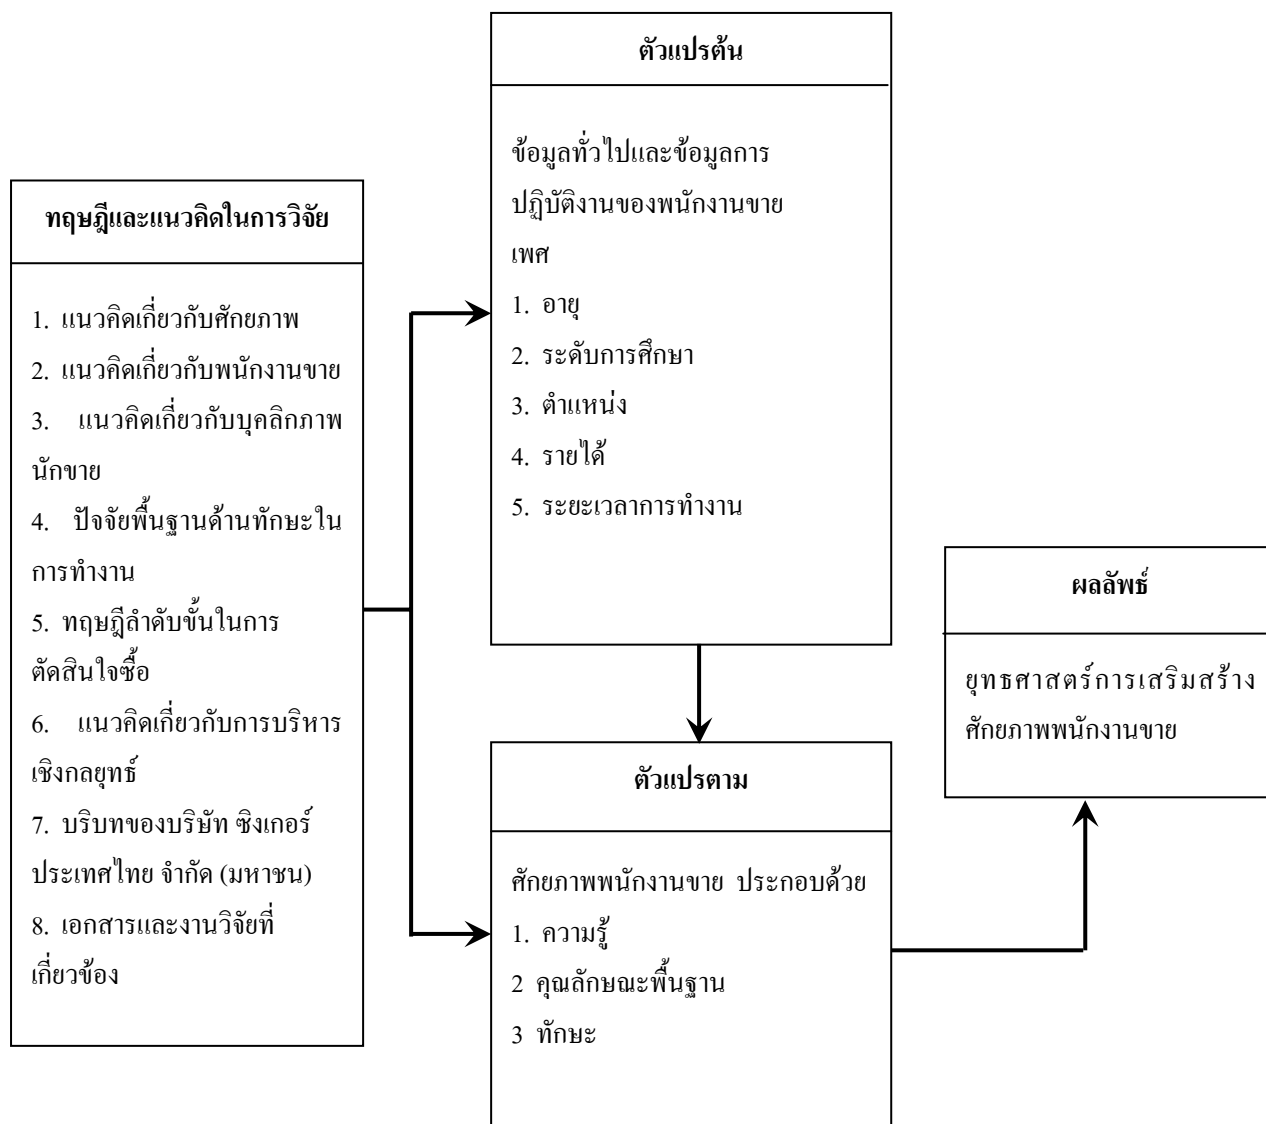 ทฤษฎีและแนวคิดในการวิจัย
1. แนวคิดเกี่ยวกับศักยภาพ
2. แนวคิดเกี่ยวกับพนักงานขาย
3. แนวคิดเกี่ยวกับบุคลิกภาพ
นักขาย
4. ปัจจัยพื้นฐานด้านทักษะใน
การทำงาน
5. ทฤษฎีลำดับขั้นในการ
ตัดสินใจซื้อ
6. แนวคิดเกี่ยวกับการบริหาร
เชิงกลยุทธ์
7. บริบทของบริษัท ซิงเกอร์
ประเทศไทย จำกัด (มหาชน)
8. เอกสารและงานวิจัยที่
เกี่ยวข้อง
ตัวแปรต้น
ข้อมูลทั่วไปและข้อมูลการ
ปฏิบัติงานของพนักงานขาย
เพศ
1. อายุ
2. ระดับการศึกษา
3. ตำแหน่ง
4. รายได้
5. ระยะเวลาการทำงาน
ตัวแปรตาม
ศักยภาพพนักงานขาย ประกอบด้วย
1. ความรู้
2 คุณลักษณะพื้นฐาน
3 ทักษะ
ผลลัพธ์
ยุทธศาสตร์การเสริมสร้าง
ศักยภาพพนักงานขาย